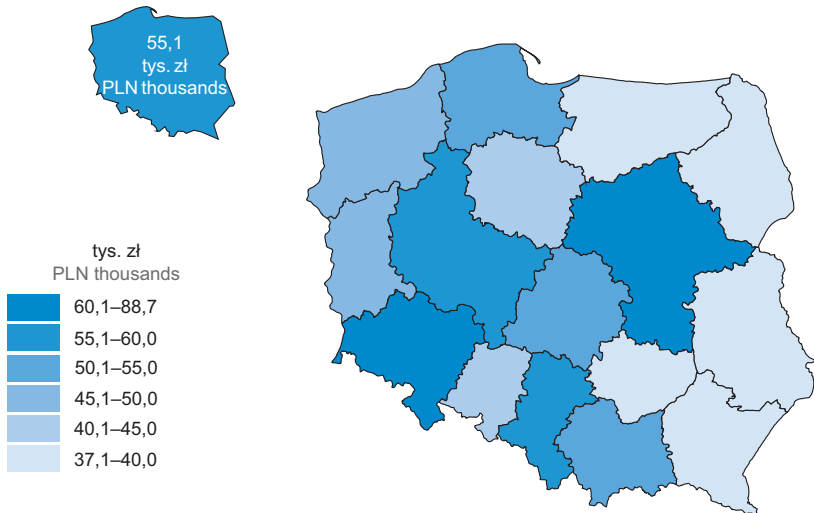 55,1
tys. zł
PLN thousands
tys. zł
PLN thousands
60,1–88,7
55,1–60,0
50,1–55,0
45,1–50,0
40,1–45,0
37,1–40,0